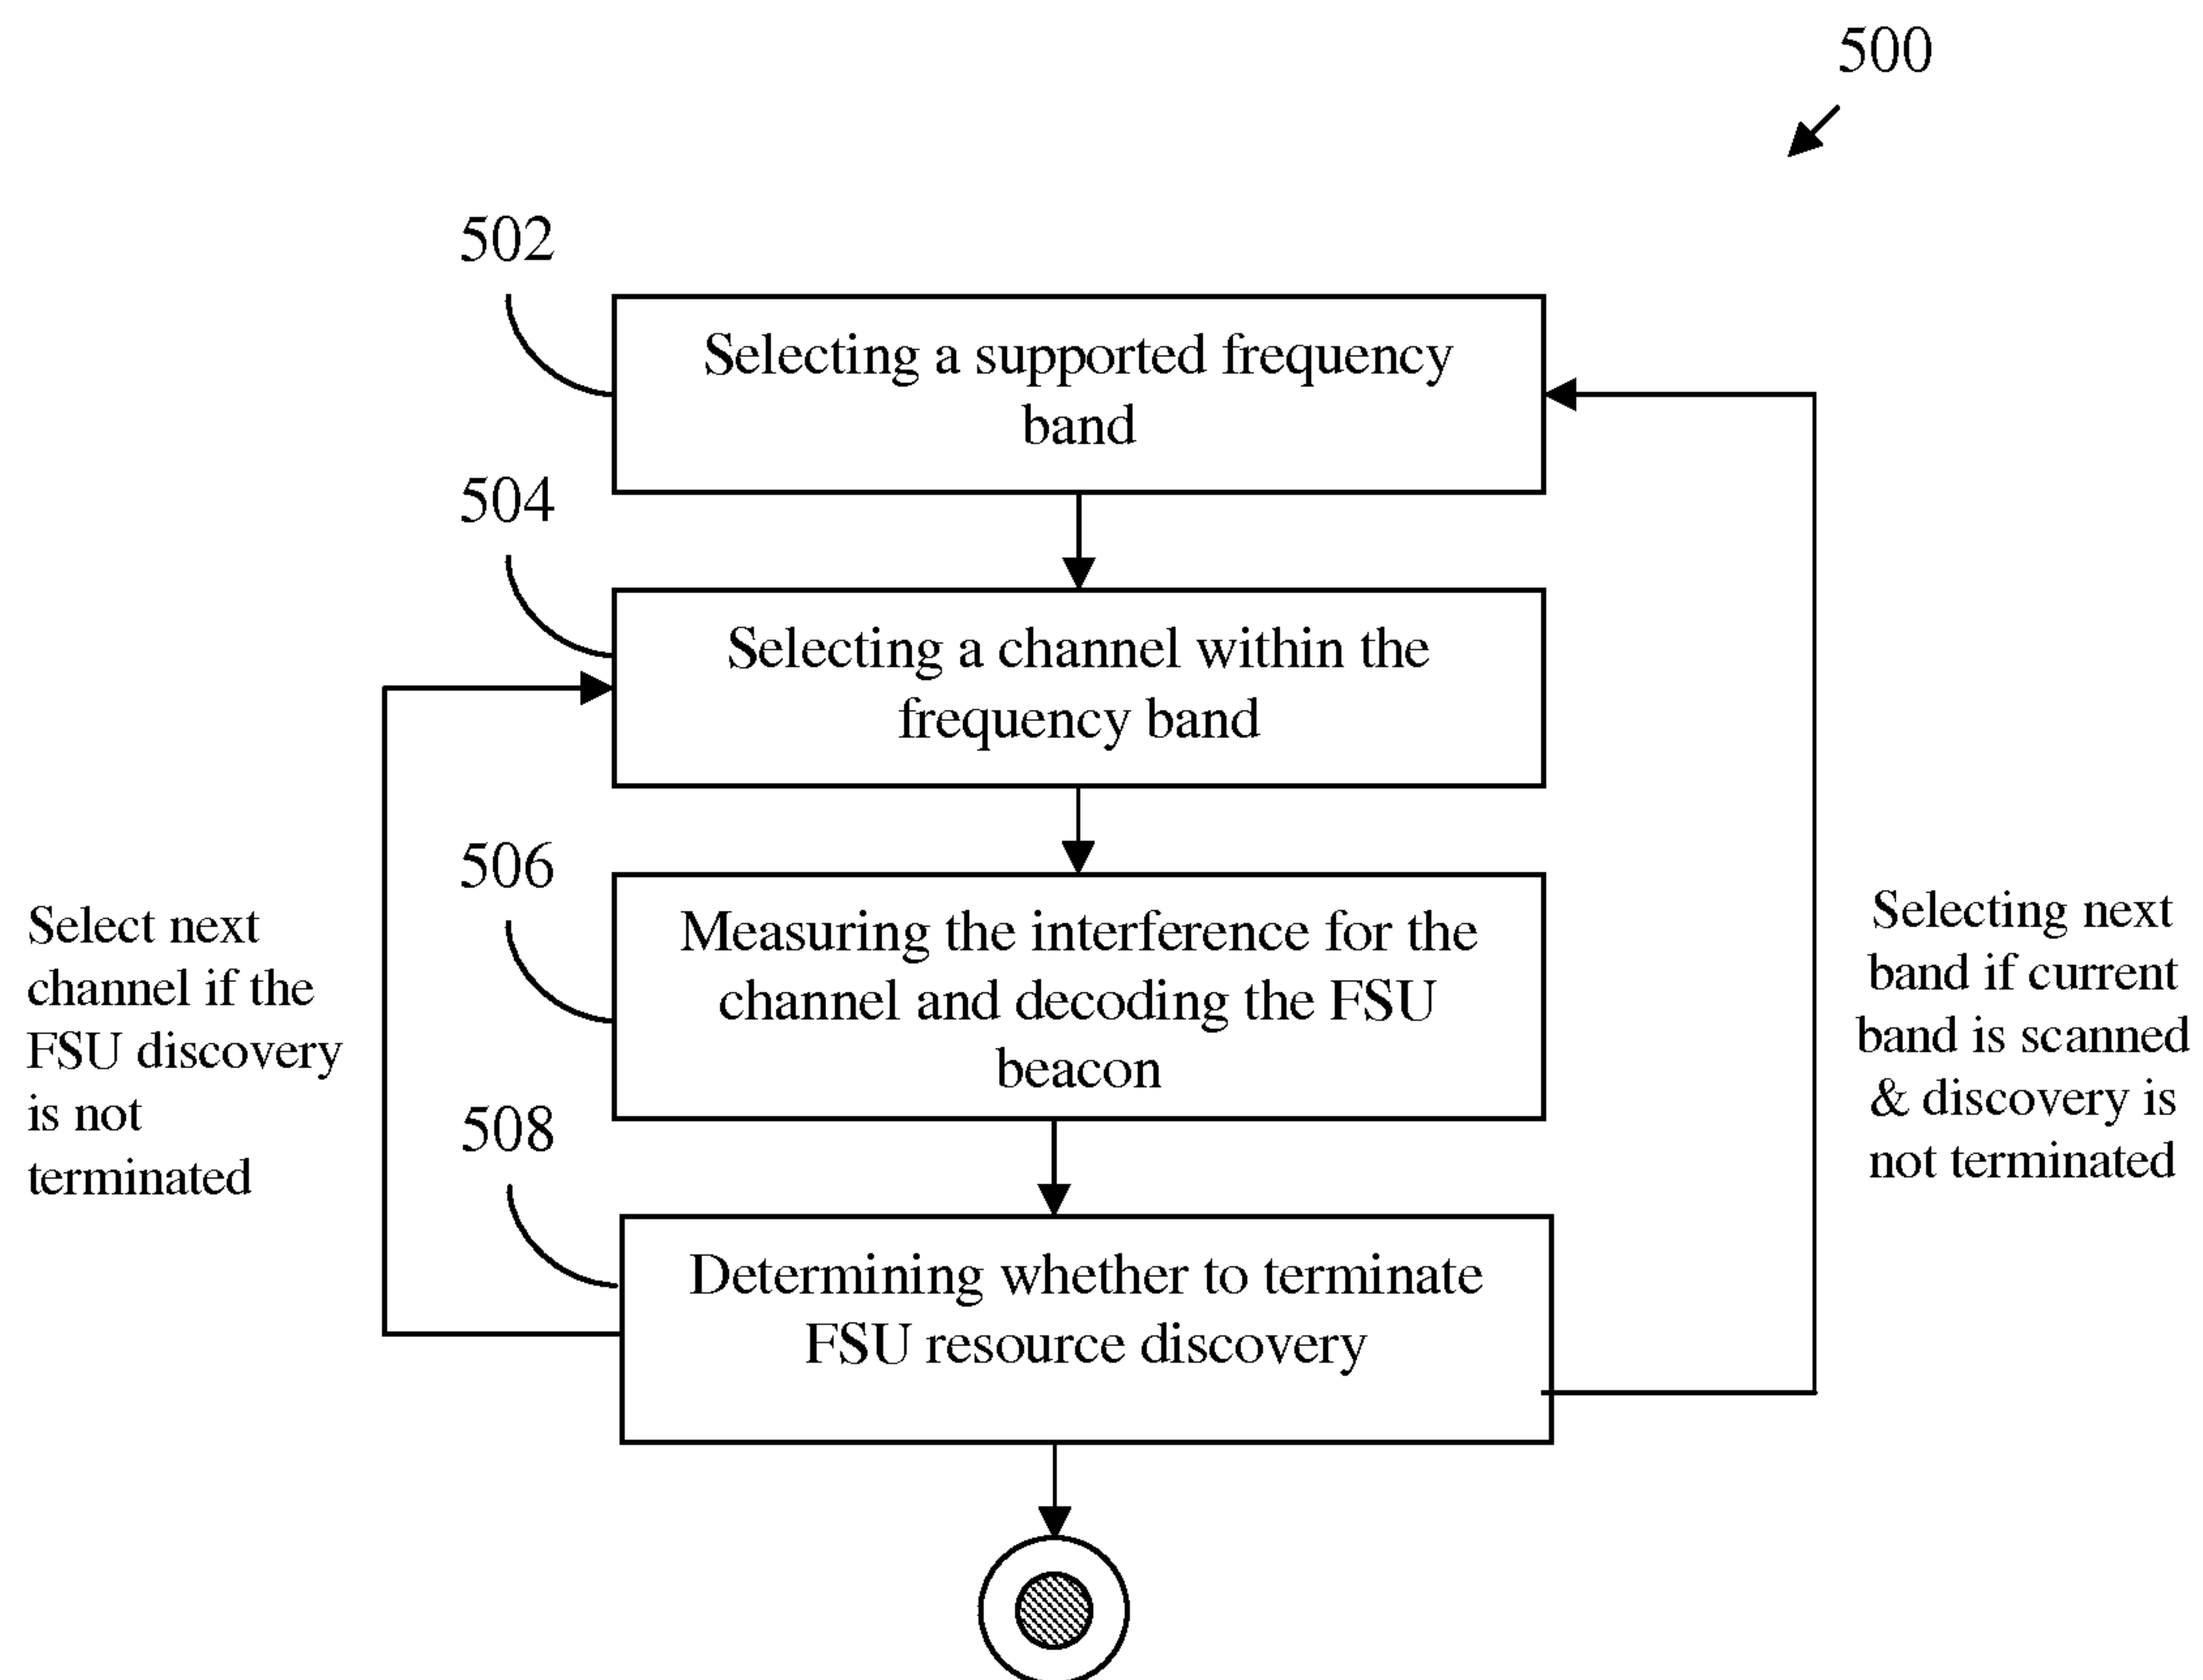 500
502
Selecting a supported frequency
band
504
Selecting a channel within the
frequency band
506
Measuring the interference for the
channel and decoding the FSU
beacon
Select next
channel if the
FSU discovery
is not
terminated
Selecting next
band if current
band is scanned
& discovery is
not terminated
508
Determining whether to terminate
FSU resource discovery